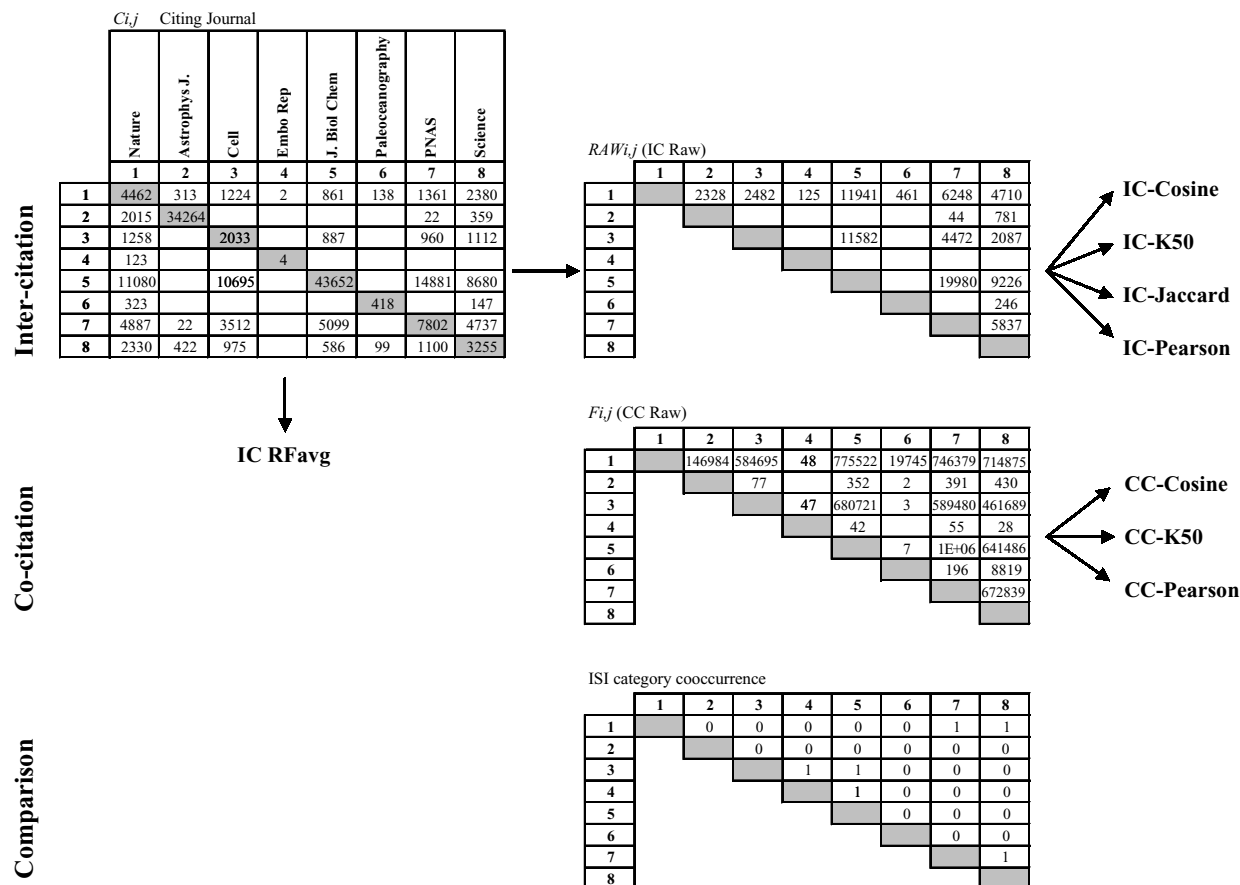 Ci,j Citing Journal
Nature Astrophys J. Cell Embo Rep J. Biol Chem Paleoceanography PNAS Science
1 2 3 4 5 6 7 8
1 4462 313 1224 2 861 138 1361 2380
2 2015 34264 22 359
3 1258 2033 887 960 1112
4 123 4
5 11080 10695 43652 14881 8680
6 323 418 147
7 4887 22 3512 5099 7802 4737
8 2330 422 975 586 99 1100 3255
Inter-citation
IC RFavg
RAWi,j (IC Raw)
1 2 3 4 5 6 7 8
1 2328 2482 125 11941 461 6248 4710
2 44 781
3 11582 4472 2087
4
5 19980 9226
6 246
7 5837
8
IC-Cosine
IC-K50
IC-Jaccard
IC-Pearson
Co-citation
Fi,j (CC Raw)
1 2 3 4 5 6 7 8
1 146984 584695 48 775522 19745 746379 714875
2 77 352 2 391 430
3 47 680721 3 589480 461689
4 42 55 28
5 7 1E+06 641486
6 196 8819
7 672839
8
CC-Cosine
CC-K50
CC-Pearson
Comparison
ISI category cooccurrence
1 2 3 4 5 6 7 8
1 0 0 0 0 0 1 1
2 0 0 0 0 0 0
3 1 1 0 0 0
4 1 0 0 0
5 0 0 0
6 0 0
7 1
8